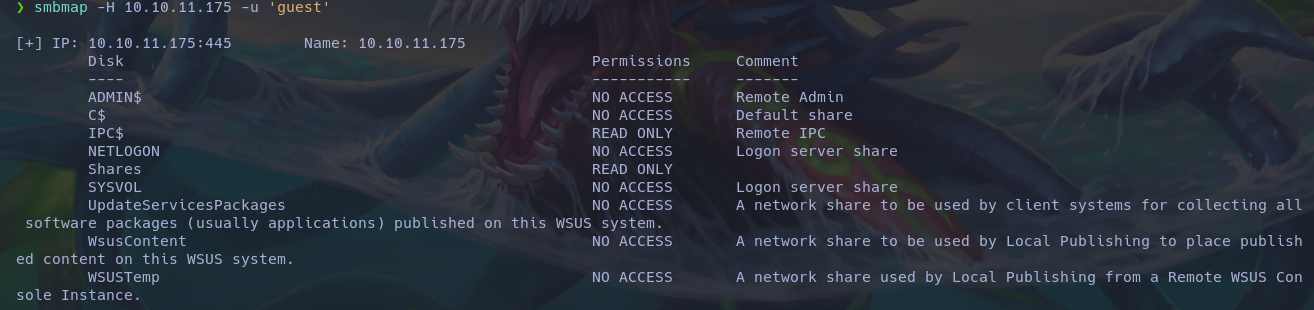 ❯ smbmap -H 10.10.11.175 -u 'guest'
[+] IP: 10.10.11.175:445        Name: 10.10.11.175
        Disk                                                    Permissions     Comment
        ----                                                    -----------     -------
        ADMIN$                                                  NO ACCESS       Remote Admin
        C$                                                      NO ACCESS       Default share
        IPC$                                                    READ ONLY       Remote IPC
        NETLOGON                                                NO ACCESS       Logon server share
        Shares                                                  READ ONLY
        SYSVOL                                                  NO ACCESS       Logon server share
        UpdateServicesPackages                                  NO ACCESS       A network share to be used by client systems for collecting all
 software packages (usually applications) published on this WSUS system.
        WsusContent                                             NO ACCESS       A network share to be used by Local Publishing to place publish
ed content on this WSUS system.
        WSUSTemp                                                NO ACCESS       A network share used by Local Publishing from a Remote WSUS Con
sole Instance.